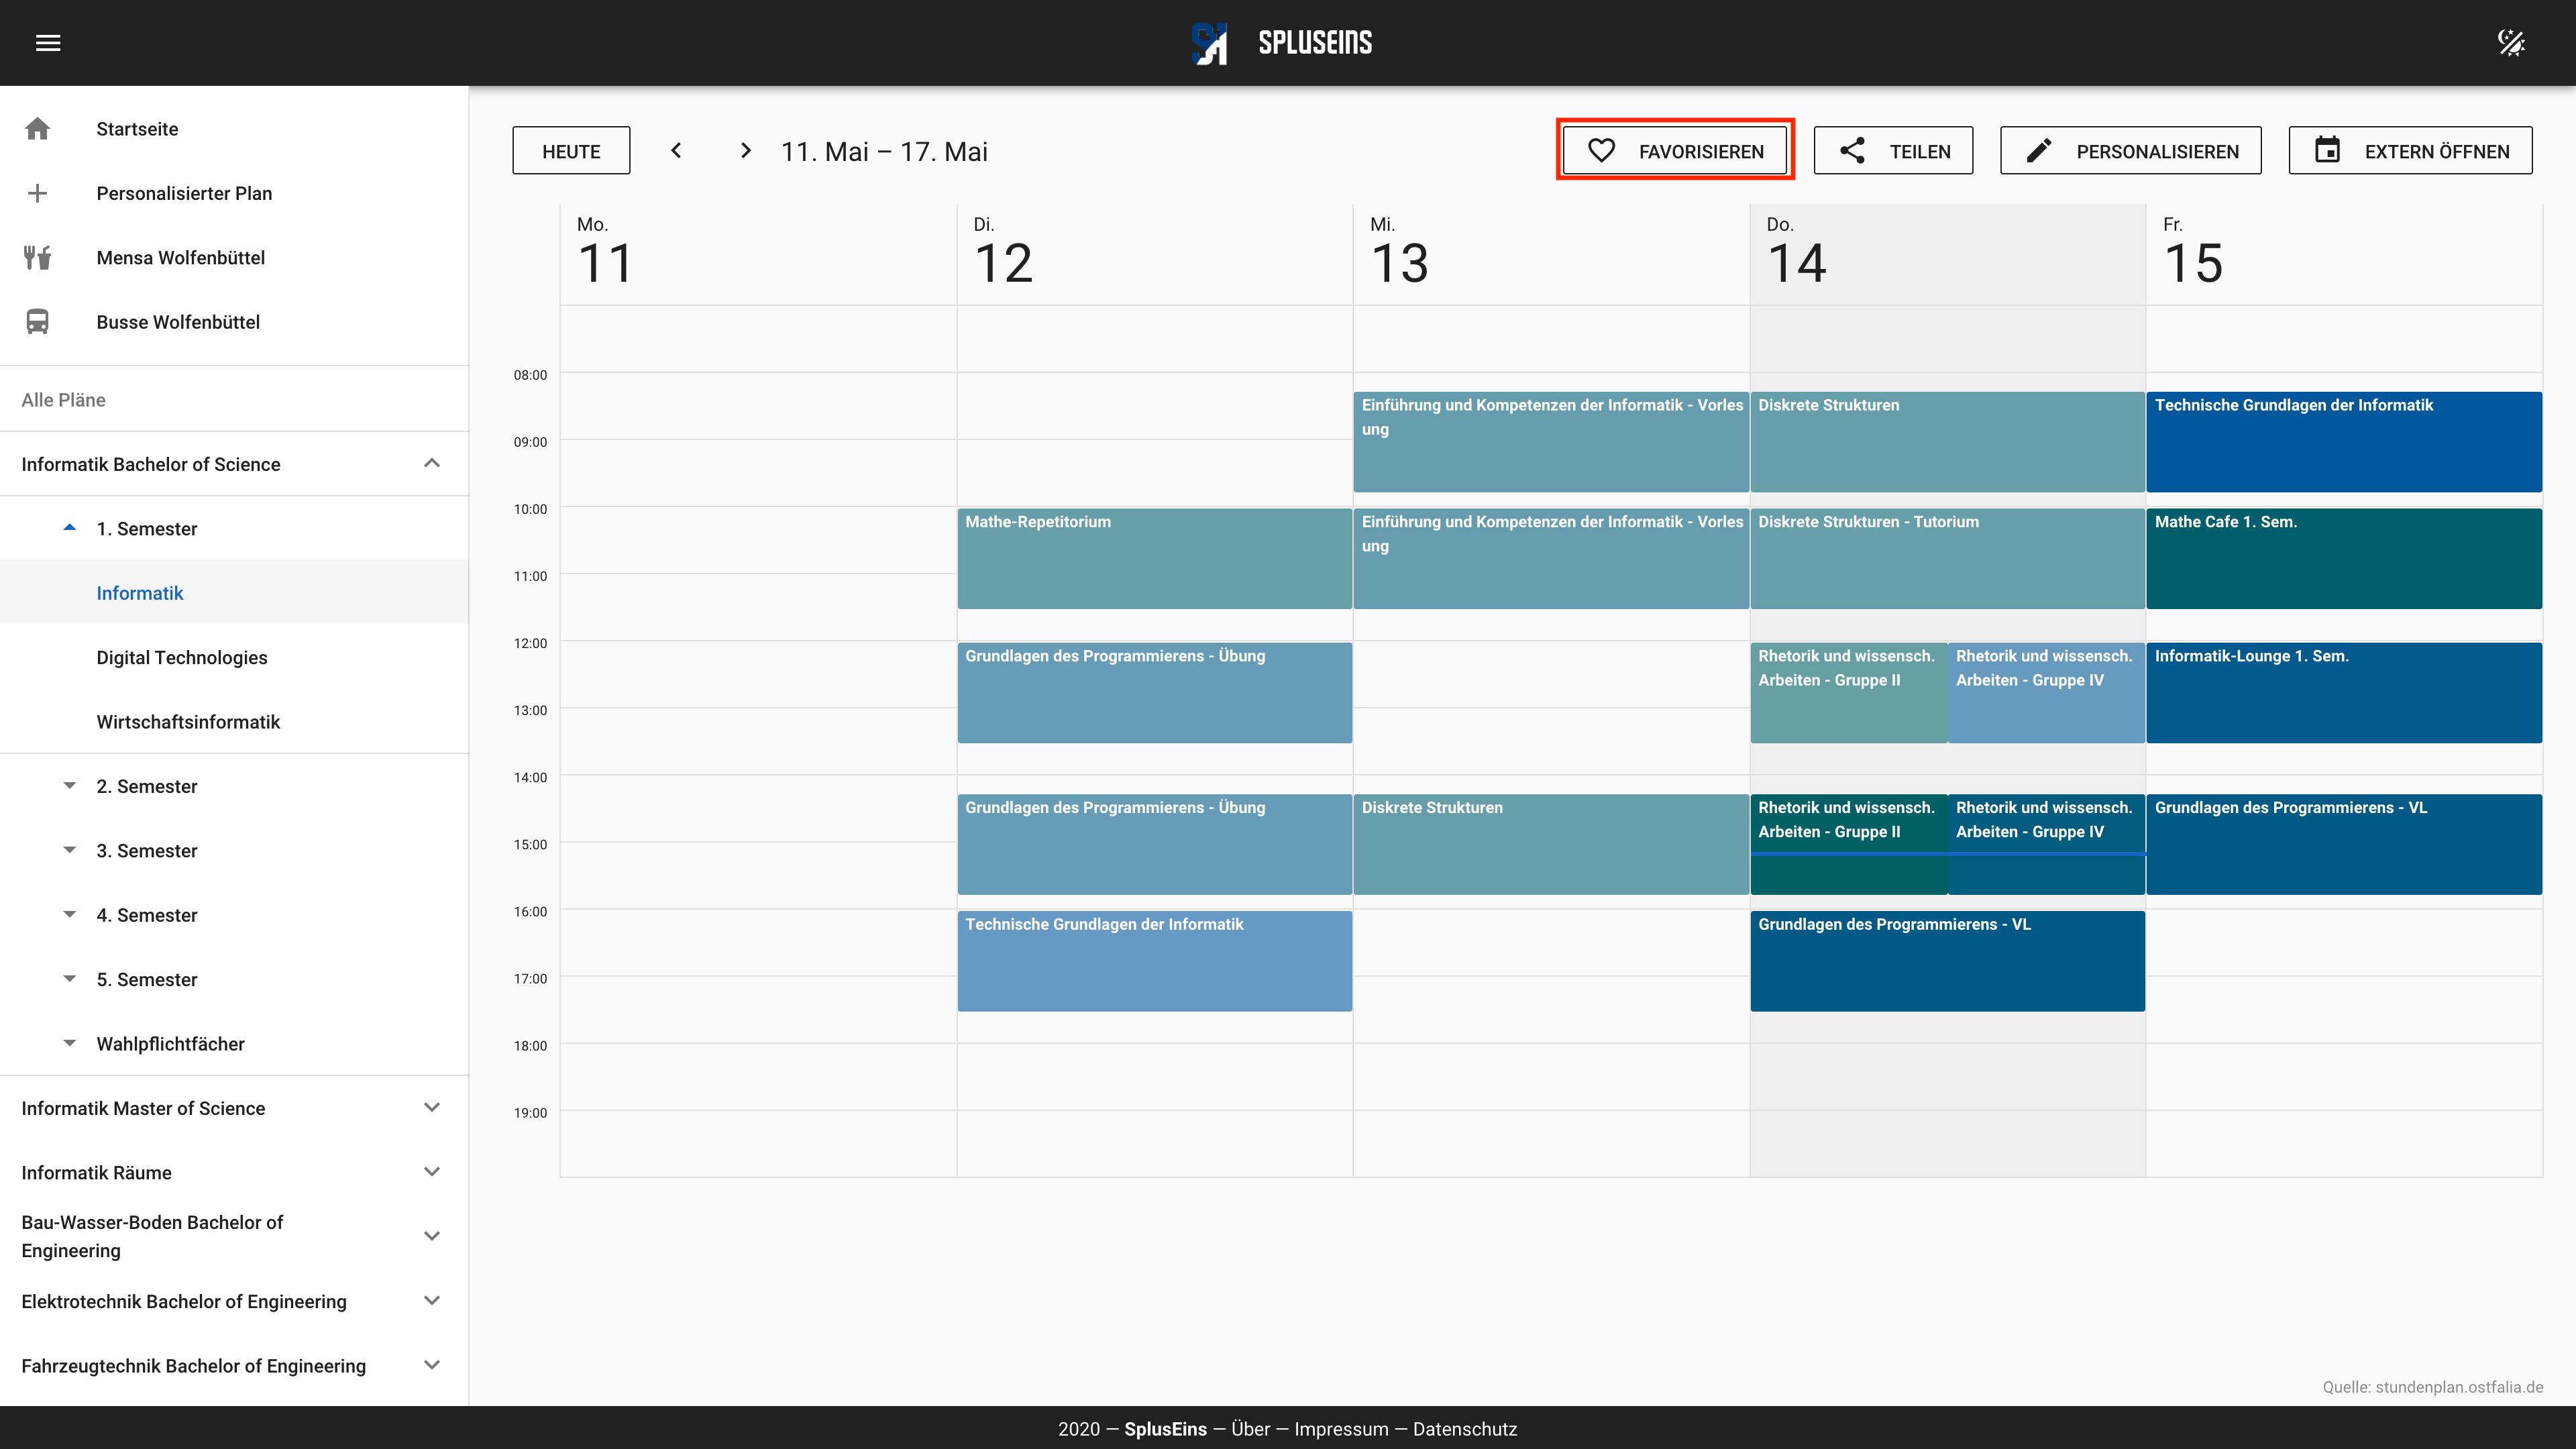 SPLUSEINS
Startseite
Personalisierter Plan
Mensa Wolfenbüttel
Busse Wolfenbüttel
Alle Pläne
Informatik Bachelor of Science
1. Semester
Informatik
Digital Technologies
Wirtschaftsinformatik
2. Semester
3. Semester
4. Semester
5. Semester
Wahlpflichtfächer
Informatik Master of Science
Informatik Räume
Bau-Wasser-Boden Bachelor of
Engineering
Elektrotechnik Bachelor of Engineering
Fahrzeugtechnik Bachelor of Engineering
HEUTE
11. Mai – 17. Mai
FAVORISIEREN
TEILEN
PERSONALISIEREN
EXTERN ÖFFNEN
Mo.
11
Di.
12
Mi.
13
Do.
14
Fr.
15
08:00
09:00
10:00
11:00
12:00
13:00
14:00
15:00
16:00
17:00
18:00
19:00
Mathe-Repetitorium
Grundlagen des Programmierens - Übung
Grundlagen des Programmierens - Übung
Technische Grundlagen der Informatik
Einführung und Kompetenzen der Informatik - Vorles
ung
Einführung und Kompetenzen der Informatik - Vorles
ung
Diskrete Strukturen
Diskrete Strukturen
Diskrete Strukturen - Tutorium
Rhetorik und wissensch.
Arbeiten - Gruppe II
Rhetorik und wissensch.
Arbeiten - Gruppe IV
Rhetorik und wissensch.
Arbeiten - Gruppe II
Rhetorik und wissensch.
Arbeiten - Gruppe IV
Grundlagen des Programmierens - VL
Technische Grundlagen der Informatik
Mathe Cafe 1. Sem.
Informatik-Lounge 1. Sem.
Grundlagen des Programmierens - VL
Quelle: stundenplan.ostfalia.de
2020 — SplusEins — Über — Impressum — Datenschutz